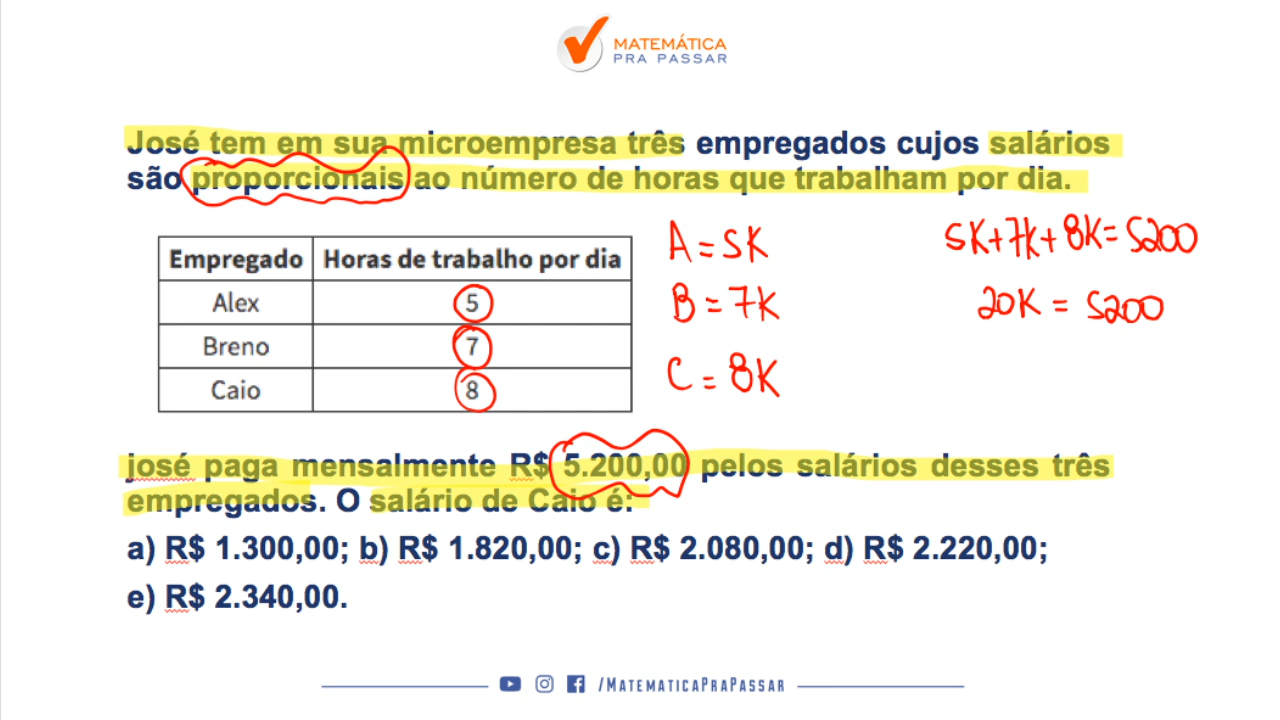 MATEMÁTICA
PRA PASSAR
José tem em sua microempresa três empregados cujos salários
são proporcionais ao número de horas que trabalham por dia.
Empregado Horas de trabalho por dia
Alex 5
Breno 7
Caio 8
A = 5K
B = 7K
C = 8K
5K+7K+8K=5200
20K = 5200
josé paga mensalmente R$ 5.200,00 pelos salários desses três
empregados. O salário de Caio é:
a) R$ 1.300,00; b) R$ 1.820,00; c) R$ 2.080,00; d) R$ 2.220,00;
e) R$ 2.340,00.
/MATEMATICAPRAPASSAR